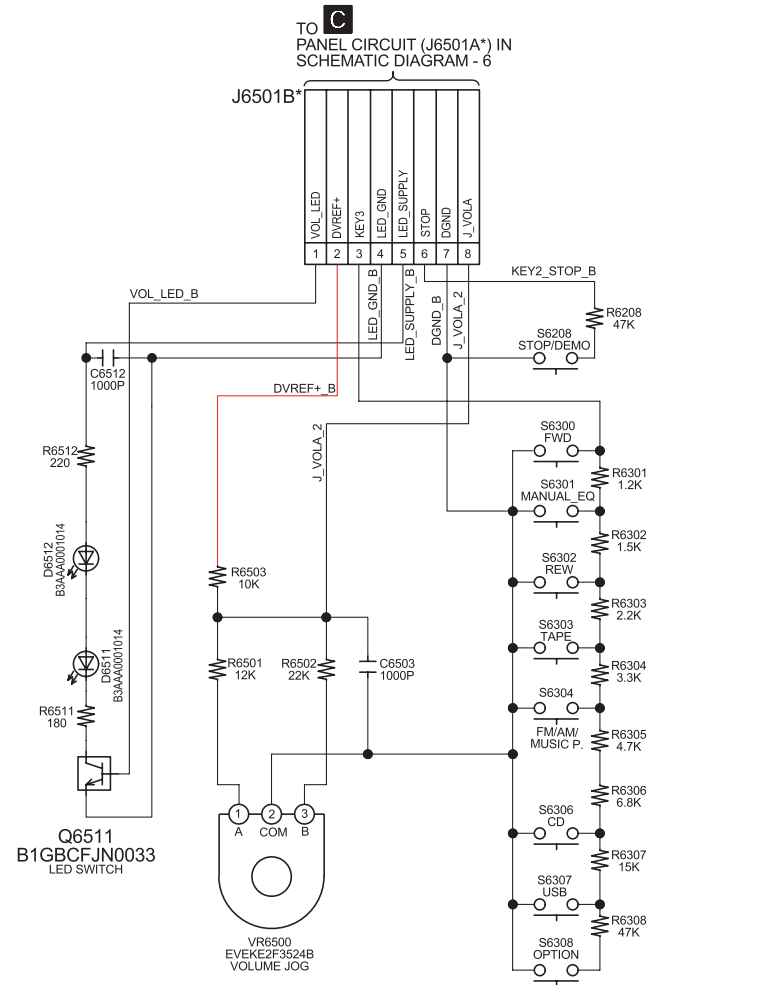 TO C
PANEL CIRCUIT (J6501A*) IN
SCHEMATIC DIAGRAM - 6
J6501B*
VOL_LED
DVREF+
KEY3
LED_GND
LED_SUPPLY
STOP
DGND
J_VOLA
1 2 3 4 5 6 7 8
KEY2_STOP_B
VOL_LED_B
LED_GND_B
LED_SUPPLY_B
DGND_B
J_VOLA_2
R6208
47K
S6208
STOP/DEMO
C6512
1000P
DVREF+_B
J_VOLA_2
R6512
220
D6512
B3AAA0001014
D6511
B3AAA0001014
R6511
180
Q6511
B1GBCFJN0033
LED SWITCH
R6503
10K
R6501
12K
R6502
22K
C6503
1000P
1 2 3
A COM B
VR6500
EVEKE2F3524B
VOLUME JOG
S6300
FWD
R6301
1.2K
S6301
MANUAL_EQ
R6302
1.5K
S6302
REW
R6303
2.2K
S6303
TAPE
R6304
3.3K
S6304
FM/AM/
MUSIC P.
R6305
4.7K
R6306
6.8K
S6306
CD
R6307
15K
S6307
USB
R6308
47K
S6308
OPTION